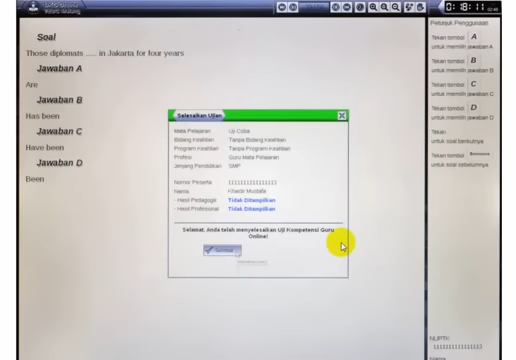 0: 18: 11
Soal
Those diplomats ..... in Jakarta for four years
Jawaban A
Are
Jawaban B
Has been
Jawaban C
Have been
Jawaban D
Been
Selesaikan Ujian
Mata Pelajaran Uji Coba
Bidang Keahlian Tanpa Bidang Keahlian
Program Keahlian Tanpa Program Keahlian
Profesi Guru Mata Pelajaran
Jenjang Pendidikan SMP
Nomor Peserta
Nama Mustafa
- Hasil Pedagogi Tidak Ditampilkan
- Hasil Profesional Tidak Ditampilkan
Selamat, Anda telah menyelesaikan Uji Kompetensi Guru
Online!
Petunjuk Penggunaan
Tekan tombol A
untuk memilih jawaban A
Tekan tombol B
untuk memilih jawaban B
Tekan tombol C
untuk memilih jawaban C
Tekan tombol D
untuk memilih jawaban D
Tekan
untuk soal berikutnya
Tekan tombol
untuk soal sebelumnya
NUPTK